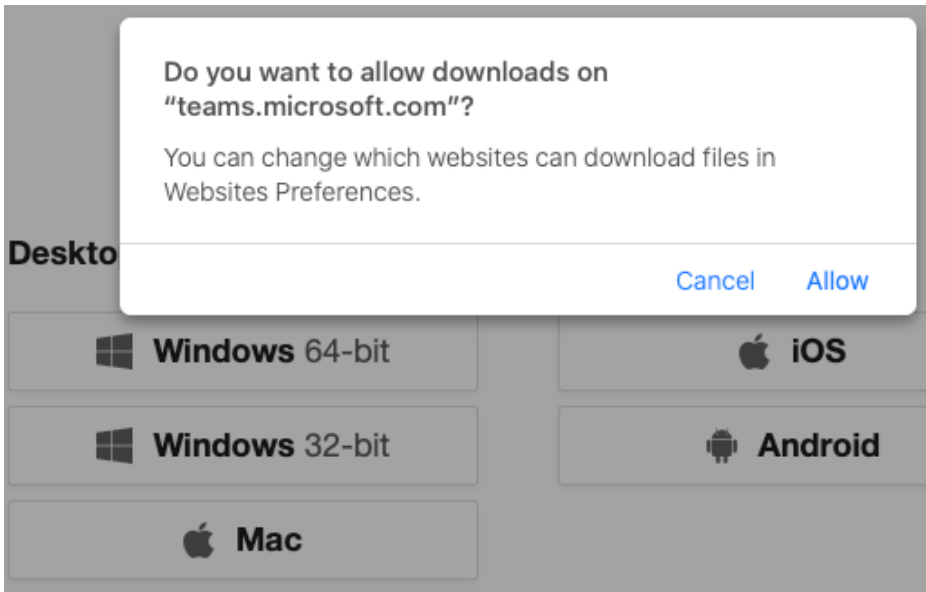 Do you want to allow downloads on
“teams.microsoft.com”?
You can change which websites can download files in
Websites Preferences.
Cancel Allow
Deskto
Windows 64-bit
iOS
Windows 32-bit
Android
Mac